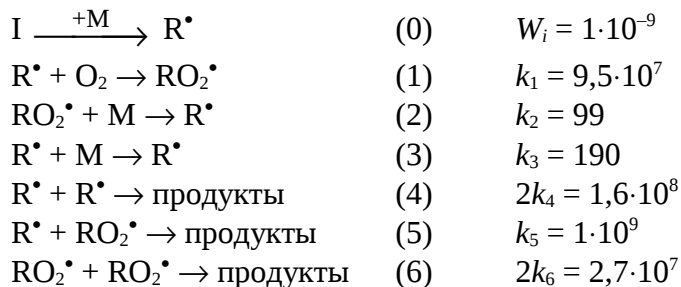 I —+M→ R• (0) Wᵢ = 1·10⁻⁹
R• + O₂ → RO₂• (1) k₁ = 9,5·10⁷
RO₂• + M → R• (2) k₂ = 99
R• + M → R• (3) k₃ = 190
R• + R• → продукты (4) 2k₄ = 1,6·10⁸
R• + RO₂• → продукты (5) k₅ = 1·10⁹
RO₂• + RO₂• → продукты (6) 2k₆ = 2,7·10⁷